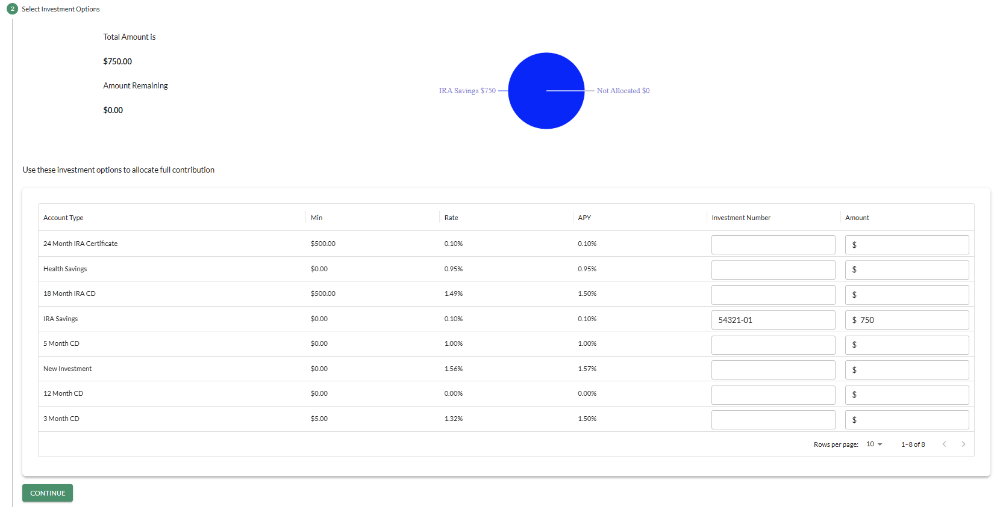 2 Select Investment Options
Total Amount is
$750.00
Amount Remaining
$0.00
IRA Savings $750
Not Allocated $0
Use these investment options to allocate full contribution
Account Type Min Rate APY Investment Number Amount
24 Month IRA Certificate $500.00 0.10% 0.10% $
Health Savings $0.00 0.95% 0.95% $
18 Month IRA CD $500.00 1.49% 1.50% $
IRA Savings $0.00 0.10% 0.10% 54321-01 $ 750
5 Month CD $0.00 1.00% 1.00% $
New Investment $0.00 1.56% 1.57% $
12 Month CD $0.00 0.00% 0.00% $
3 Month CD $5.00 1.32% 1.50% $
Rows per page: 10 1-8 of 8
CONTINUE